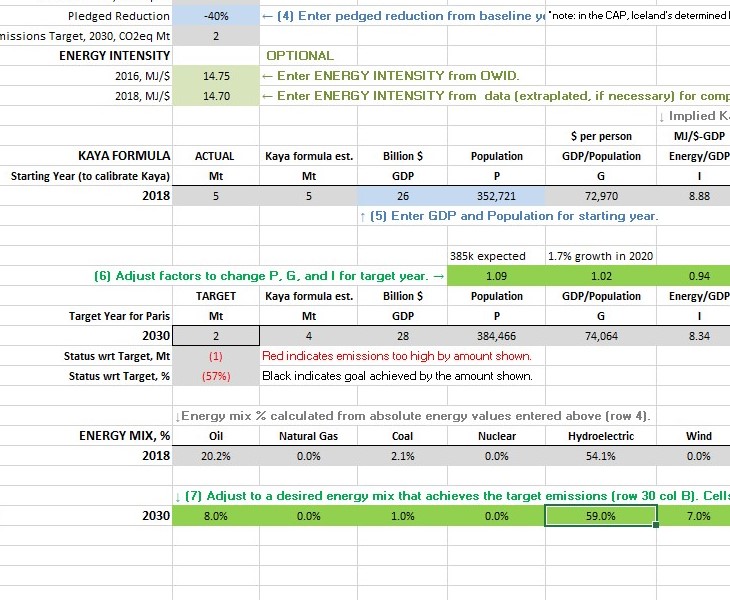 Pledged Reduction -40% ← (4) Enter pedged reduction from baseline ye *note: in the CAP, Iceland's determined
missions Target, 2030, CO2eq Mt 2
ENERGY INTENSITY OPTIONAL
2016, MJ/$ 14.75 ← Enter ENERGY INTENSITY from OWID.
2018, MJ/$ 14.70 ← Enter ENERGY INTENSITY from data (extraplated, if necessary) for comp
↓ Implied Ka
$ per person MJ/$-GDP
KAYA FORMULA ACTUAL Kaya formula est. Billion $ Population GDP/Population Energy/GDP
Starting Year (to calibrate Kaya) Mt Mt GDP P G I
2018 5 5 26 352,721 72,970 8.88
↑ (5) Enter GDP and Population for starting year.
385k expected 1.7% growth in 2020
(6) Adjust factors to change P, G, and I for target year. → 1.09 1.02 0.94
TARGET Kaya formula est. Billion $ Population GDP/Population Energy/GDP
Target Year for Paris Mt Mt GDP P G I
2030 2 4 28 384,466 74,064 8.34
Status wrt Target, Mt (1) Red indicates emissions too high by amount shown.
Status wrt Target, % (57%) Black indicates goal achieved by the amount shown.
↓Energy mix % calculated from absolute energy values entered above (row 4).
ENERGY MIX, % Oil Natural Gas Coal Nuclear Hydroelectric Wind
2018 20.2% 0.0% 2.1% 0.0% 54.1% 0.0%
↓ (7) Adjust to a desired energy mix that achieves the target emissions (row 30 col B). Cells
2030 8.0% 0.0% 1.0% 0.0% 59.0% 7.0%